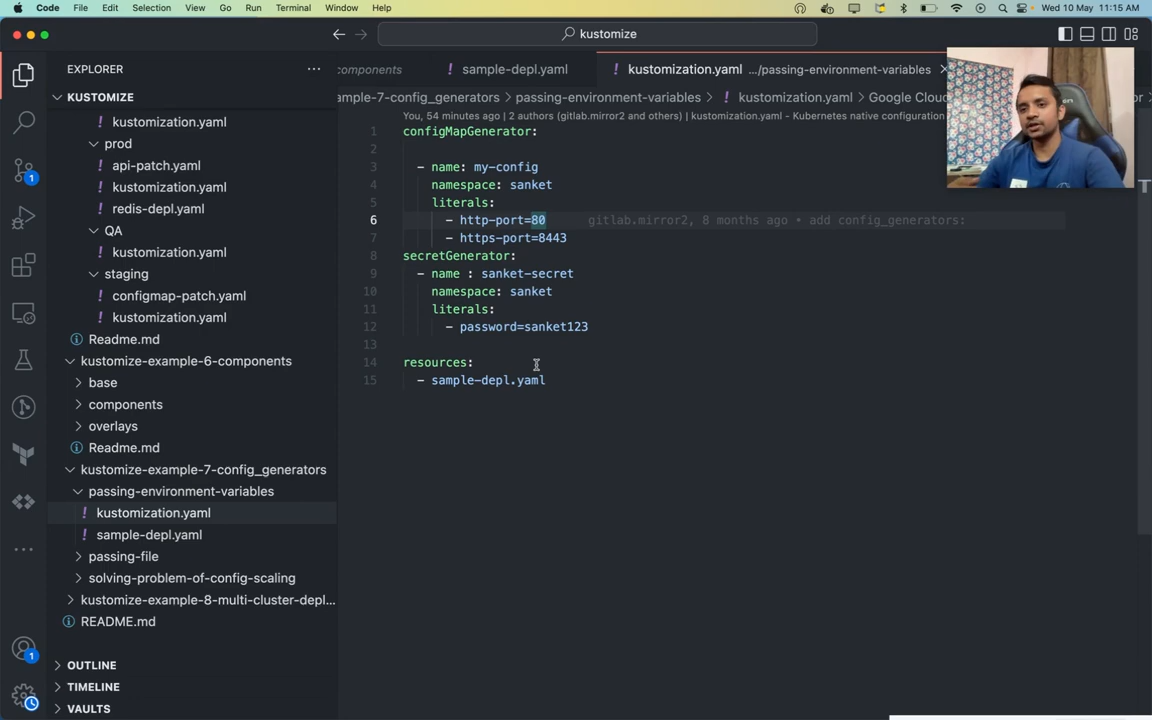 Code File Edit Selection View Go Run Terminal Window Help
Wed 10 May 11:15 AM
kustomize
EXPLORER
KUSTOMIZE
kustomization.yaml
prod
api-patch.yaml
kustomization.yaml
redis-depl.yaml
QA
kustomization.yaml
staging
configmap-patch.yaml
kustomization.yaml
Readme.md
kustomize-example-6-components
base
components
overlays
Readme.md
kustomize-example-7-config_generators
passing-environment-variables
kustomization.yaml
sample-depl.yaml
passing-file
solving-problem-of-config-scaling
kustomize-example-8-multi-cluster-depl...
README.md
OUTLINE
TIMELINE
VAULTS
1
1
components sample-depl.yaml kustomization.yaml .../passing-environment-variables
ample-7-config_generators > passing-environment-variables > kustomization.yaml > Google Clou
You, 54 minutes ago | 2 authors (gitlab.mirror2 and others) | kustomization.yaml - Kubernetes native configuration
1 configMapGenerator:
2
3 - name: my-config
4 namespace: sanket
5 literals:
6 - http-port=80 gitlab.mirror2, 8 months ago • add config_generators:
7 - https-port=8443
8 secretGenerator:
9 - name : sanket-secret
10 namespace: sanket
11 literals:
12 - password=sanket123
13
14 resources:
15 - sample-depl.yaml